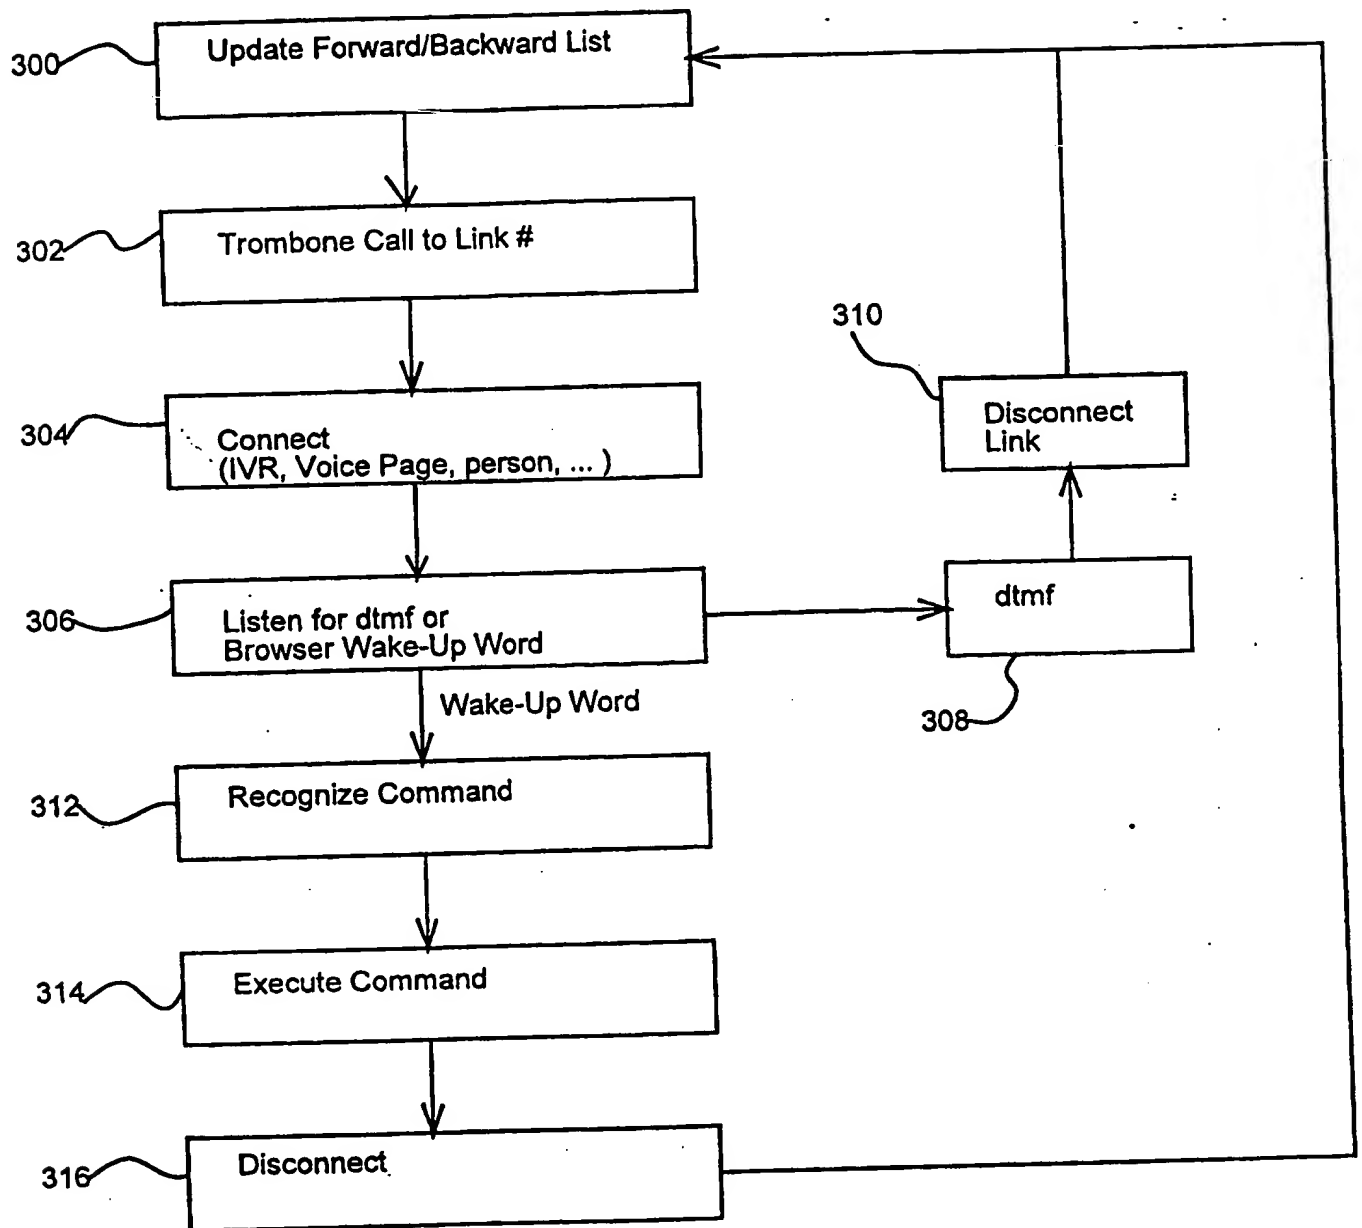 300
Update Forward/Backward List
302
Trombone Call to Link #
304
Connect
(IVR, Voice Page, person, ... )
306
Listen for dtmf or
Browser Wake-Up Word
Wake-Up Word
308
dtmf
310
Disconnect
Link
312
Recognize Command
314
Execute Command
316
Disconnect